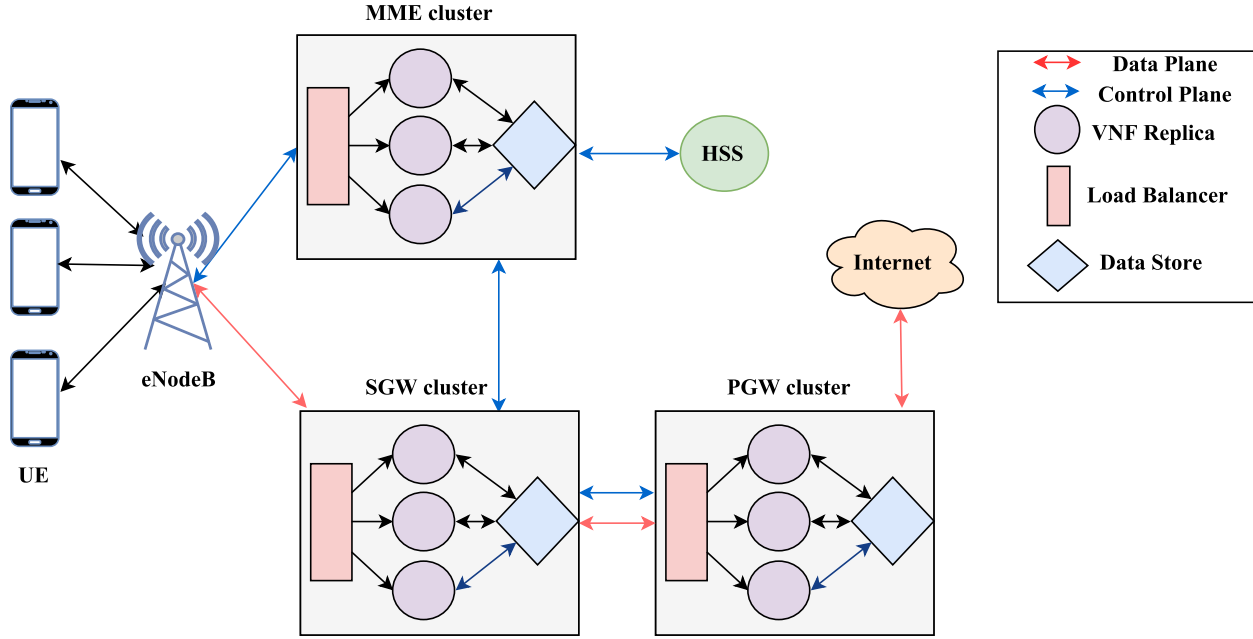 MME cluster
Data Plane
Control Plane
VNF Replica
HSS
Load Balancer
Internet
Data Store
eNodeB
SGW cluster
PGW cluster
UE